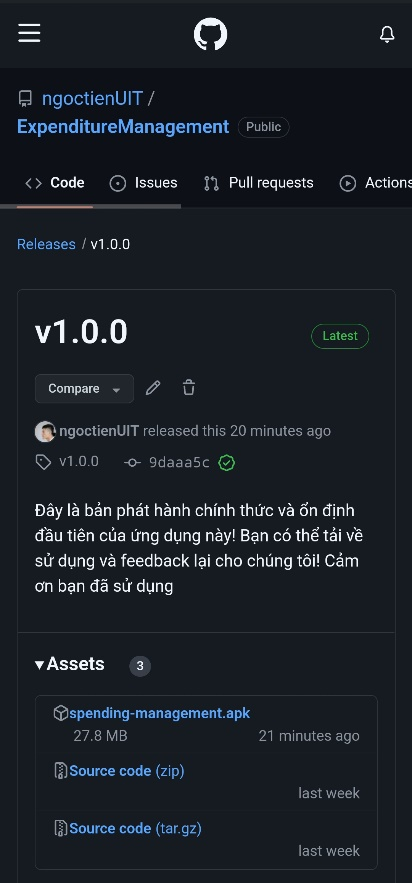 ngoctienUIT /
ExpenditureManagement Public
Code Issues Pull requests Actions
Releases / v1.0.0
v1.0.0 Latest
Compare
ngoctienUIT released this 20 minutes ago
v1.0.0 9daaa5c
Đây là bản phát hành chính thức và ổn định
đầu tiên của ứng dụng này! Bạn có thể tải về
sử dụng và feedback lại cho chúng tôi! Cảm
ơn bạn đã sử dụng
Assets 3
spending-management.apk
27.8 MB 21 minutes ago
Source code (zip)
last week
Source code (tar.gz)
last week